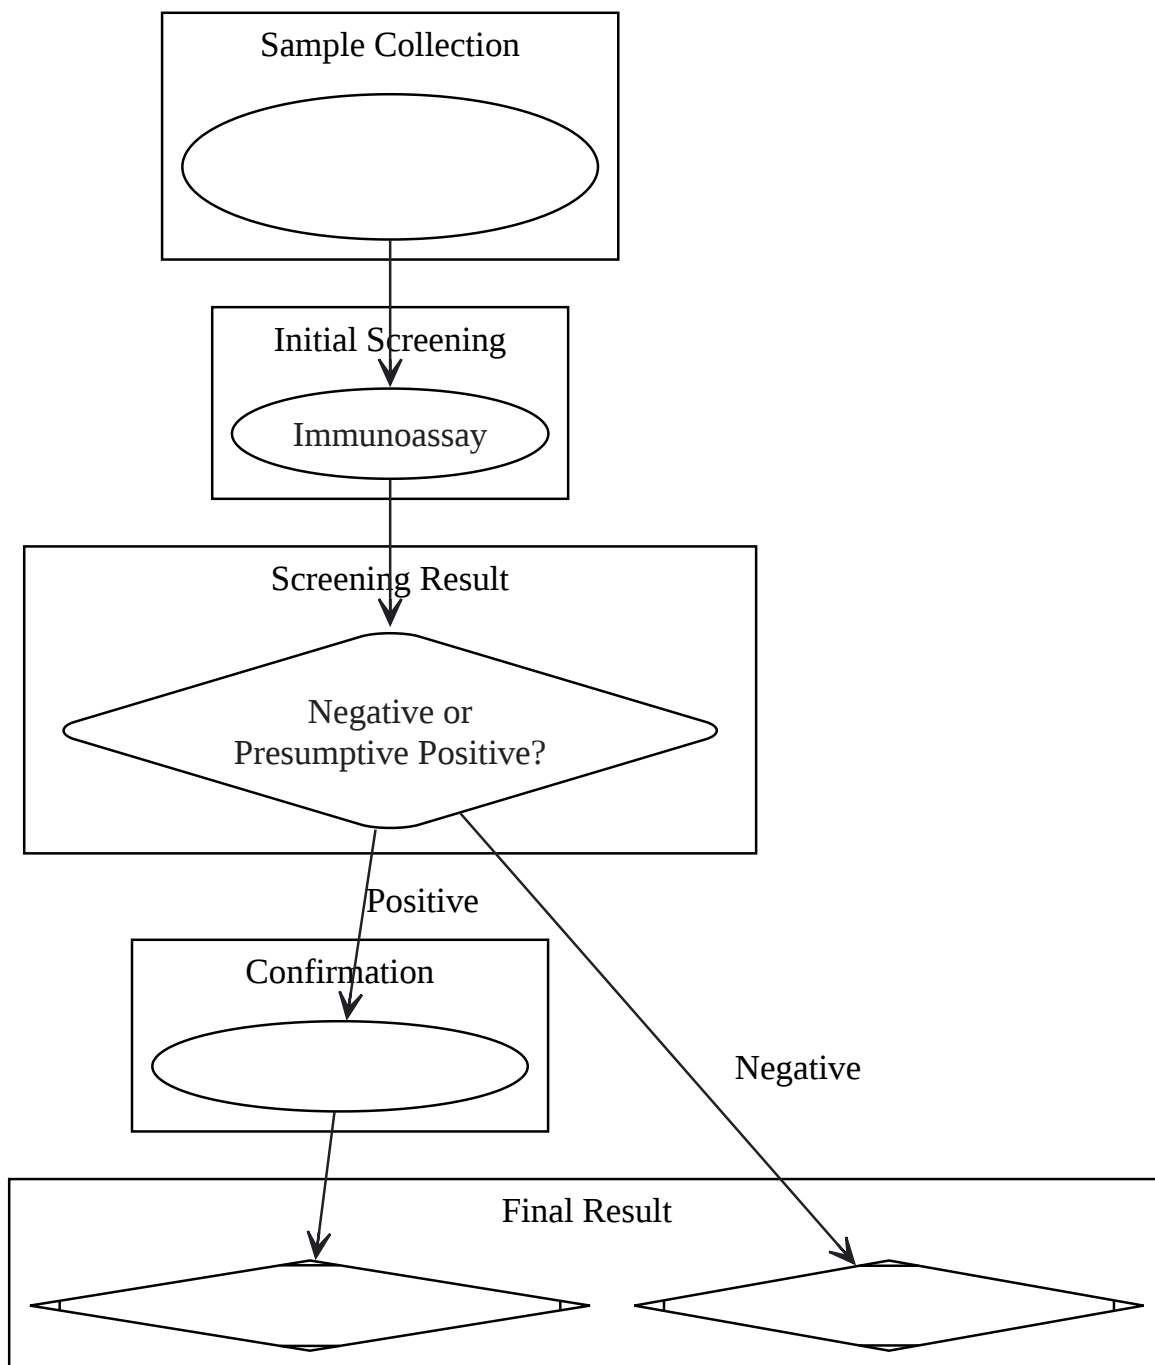 Sample Collection
Initial Screening
Immunoassay
Screening Result
Negative or
Presumptive Positive?
Positive
Confirmation
Negative
Final Result